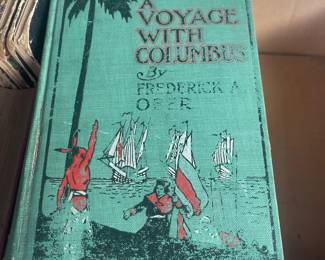 A
VOYAGE
WITH
COLUMBUS
By
FREDERICK A
OBER